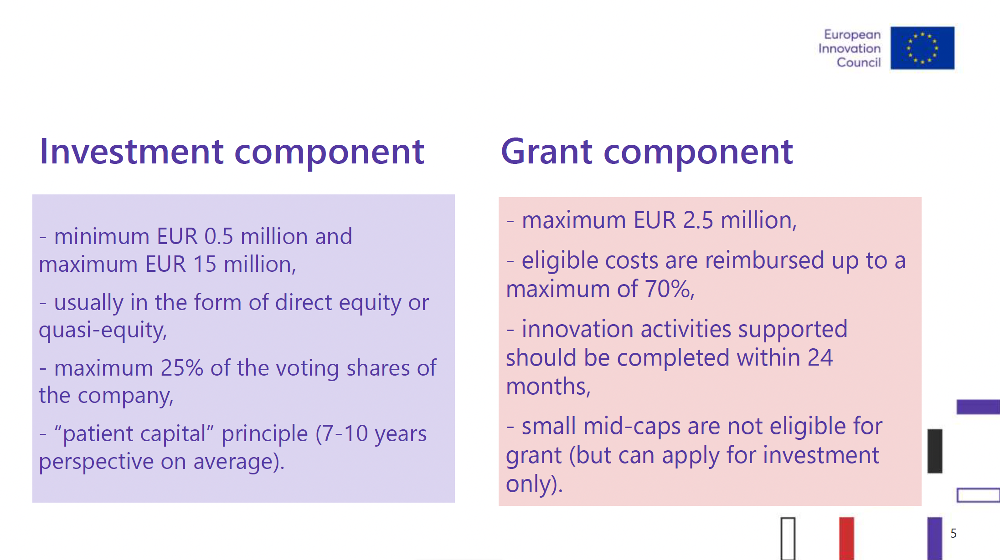 European
Innovation
Council
Investment component
- minimum EUR 0.5 million and
maximum EUR 15 million,
- usually in the form of direct equity or
quasi-equity,
- maximum 25% of the voting shares of
the company,
- “patient capital” principle (7-10 years
perspective on average).
Grant component
- maximum EUR 2.5 million,
- eligible costs are reimbursed up to a
maximum of 70%,
- innovation activities supported
should be completed within 24
months,
- small mid-caps are not eligible for
grant (but can apply for investment
only).
5